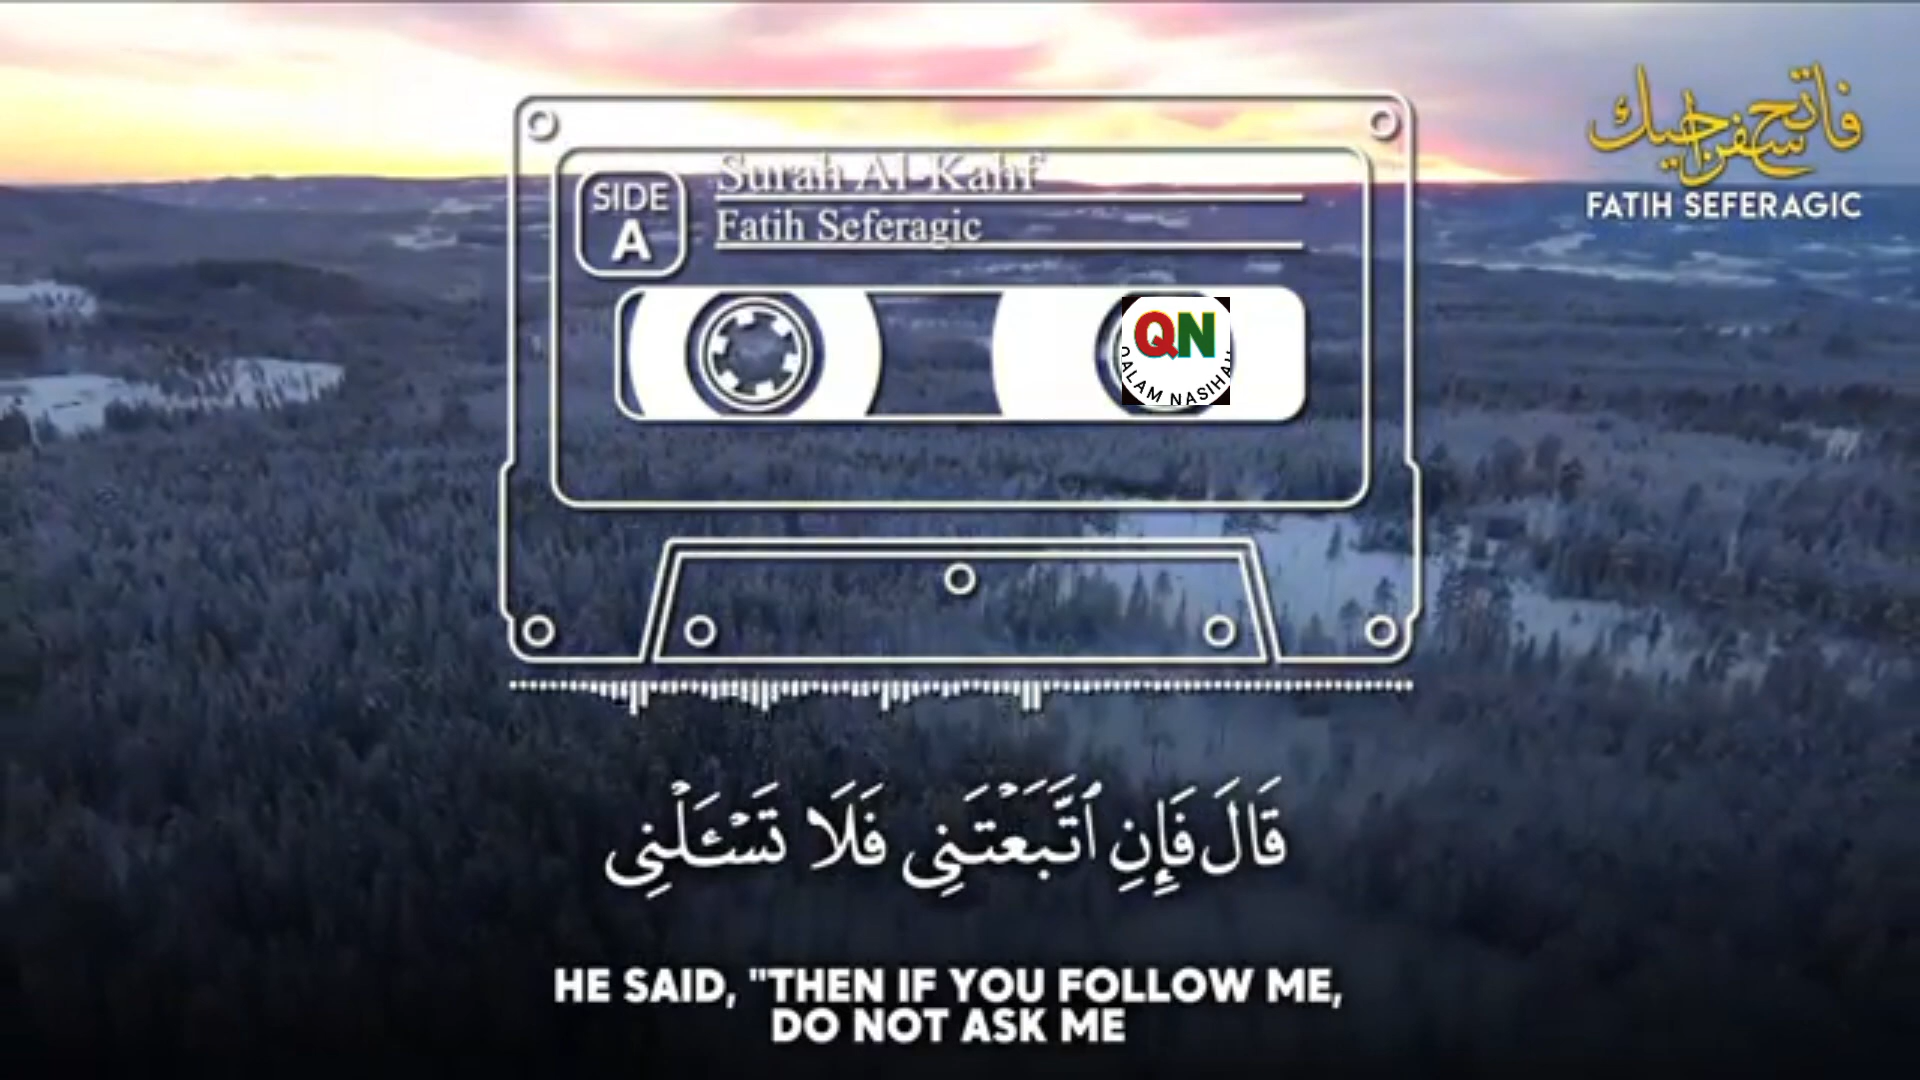 فاتح سفراجيك
FATIH SEFERAGIC
SIDE
A
Surah Al-Kahf
Fatih Seferagic
QN
QALAM NASIHAH
قَالَ فَإِنِ ٱتَّبَعْتَنِى فَلَا تَسْـَٔلْنِى
HE SAID, "THEN IF YOU FOLLOW ME,
DO NOT ASK ME